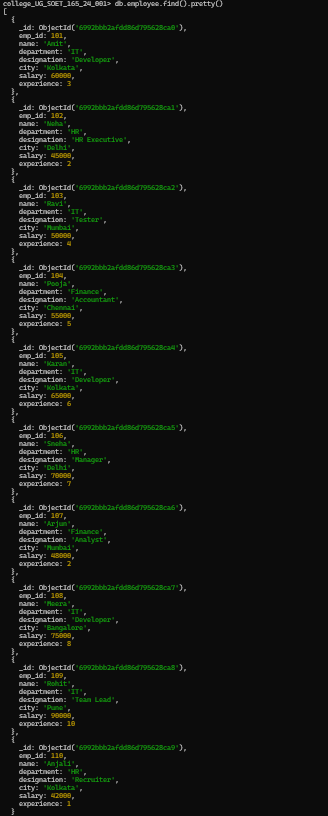 college_UG_SOET_165_24_001> db.employee.find().pretty()
[
{
_id: ObjectId('6992bbb2afdd86d795628ca0'),
emp_id: 101,
name: 'Amit',
department: 'IT',
designation: 'Developer',
city: 'Kolkata',
salary: 60000,
experience: 3
},
{
_id: ObjectId('6992bbb2afdd86d795628ca1'),
emp_id: 102,
name: 'Neha',
department: 'HR',
designation: 'HR Executive',
city: 'Delhi',
salary: 45000,
experience: 2
},
{
_id: ObjectId('6992bbb2afdd86d795628ca2'),
emp_id: 103,
name: 'Ravi',
department: 'IT',
designation: 'Tester',
city: 'Mumbai',
salary: 50000,
experience: 4
},
{
_id: ObjectId('6992bbb2afdd86d795628ca3'),
emp_id: 104,
name: 'Pooja',
department: 'Finance',
designation: 'Accountant',
city: 'Chennai',
salary: 55000,
experience: 5
},
{
_id: ObjectId('6992bbb2afdd86d795628ca4'),
emp_id: 105,
name: 'Karan',
department: 'IT',
designation: 'Developer',
city: 'Kolkata',
salary: 65000,
experience: 6
},
{
_id: ObjectId('6992bbb2afdd86d795628ca5'),
emp_id: 106,
name: 'Sneha',
department: 'HR',
designation: 'Manager',
city: 'Delhi',
salary: 70000,
experience: 7
},
{
_id: ObjectId('6992bbb2afdd86d795628ca6'),
emp_id: 107,
name: 'Arjun',
department: 'Finance',
designation: 'Analyst',
city: 'Mumbai',
salary: 48000,
experience: 2
},
{
_id: ObjectId('6992bbb2afdd86d795628ca7'),
emp_id: 108,
name: 'Meera',
department: 'IT',
designation: 'Developer',
city: 'Bangalore',
salary: 75000,
experience: 8
},
{
_id: ObjectId('6992bbb2afdd86d795628ca8'),
emp_id: 109,
name: 'Rohit',
department: 'IT',
designation: 'Team Lead',
city: 'Pune',
salary: 90000,
experience: 10
},
{
_id: ObjectId('6992bbb2afdd86d795628ca9'),
emp_id: 110,
name: 'Anjali',
department: 'HR',
designation: 'Recruiter',
city: 'Kolkata',
salary: 42000,
experience: 1
}